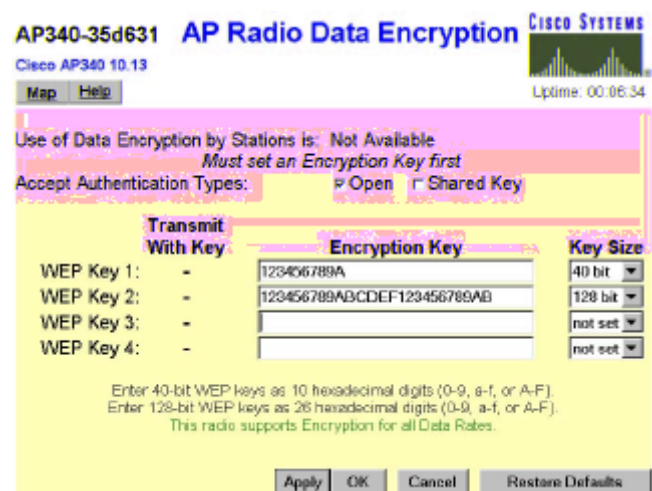 AP340-35d631 AP Radio Data Encryption CISCO SYSTEMS
Cisco AP340 10.13
Map Help Uptime: 00:06:34
Use of Data Encryption by Stations is: Not Available
Must set an Encryption Key first
Accept Authentication Types: Open Shared Key
Transmit
With Key Encryption Key Key Size
WEP Key 1: - 123456789A 40 bit
WEP Key 2: - 123456789ABCDEF123456789AB 128 bit
WEP Key 3: - not set
WEP Key 4: - not set
Enter 40-bit WEP keys as 10 hexadecimal digits (0-9, a-f, or A-F).
Enter 128-bit WEP keys as 26 hexadecimal digits (0-9, a-f, or A-F).
This radio supports Encryption for all Data Rates.
Apply OK Cancel Restore Defaults